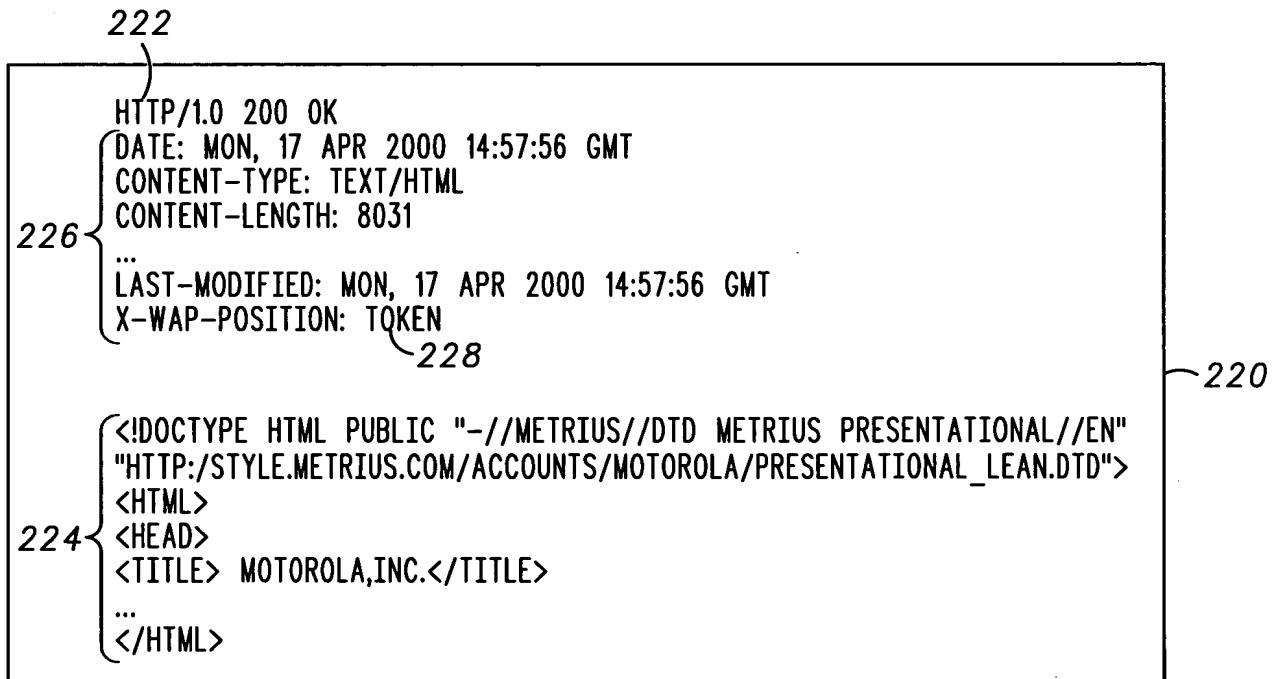 222
HTTP/1.0 200 OK
DATE: MON, 17 APR 2000 14:57:56 GMT
CONTENT-TYPE: TEXT/HTML
CONTENT-LENGTH: 8031
226
...
LAST-MODIFIED: MON, 17 APR 2000 14:57:56 GMT
X-WAP-POSITION: TOKEN
228
220
<!DOCTYPE HTML PUBLIC "-//METRIUS//DTD METRIUS PRESENTATIONAL//EN"
"HTTP:/STYLE.METRIUS.COM/ACCOUNTS/MOTOROLA/PRESENTATIONAL_LEAN.DTD">
<HTML>
224
<HEAD>
<TITLE> MOTOROLA,INC.</TITLE>
...
</HTML>